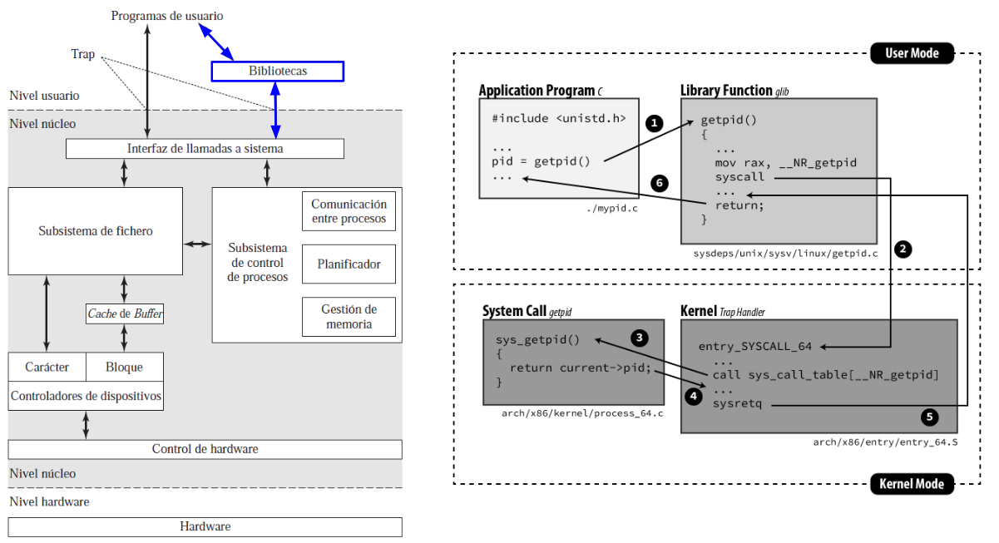 Programas de usuario
Trap
Bibliotecas
Nivel usuario
Nivel núcleo
Interfaz de llamadas a sistema
Subsistema de fichero
Subsistema
de control
de procesos
Comunicación
entre procesos
Planificador
Gestión de
memoria
Cache de Buffer
Carácter
Bloque
Controladores de dispositivos
Control de hardware
Nivel núcleo
Nivel hardware
Hardware
User Mode
Application Program C
#include <unistd.h>
...
pid = getpid()
...
./mypid.c
1
6
Library Function glib
getpid()
{
...
mov rax, __NR_getpid
syscall
...
return;
}
sysdeps/unix/sysv/linux/getpid.c
2
System Call getpid
sys_getpid()
{
return current->pid;
}
arch/x86/kernel/process_64.c
3
4
Kernel Trap Handler
entry_SYSCALL_64
...
call sys_call_table[__NR_getpid]
...
sysretq
5
arch/x86/entry/entry_64.S
Kernel Mode